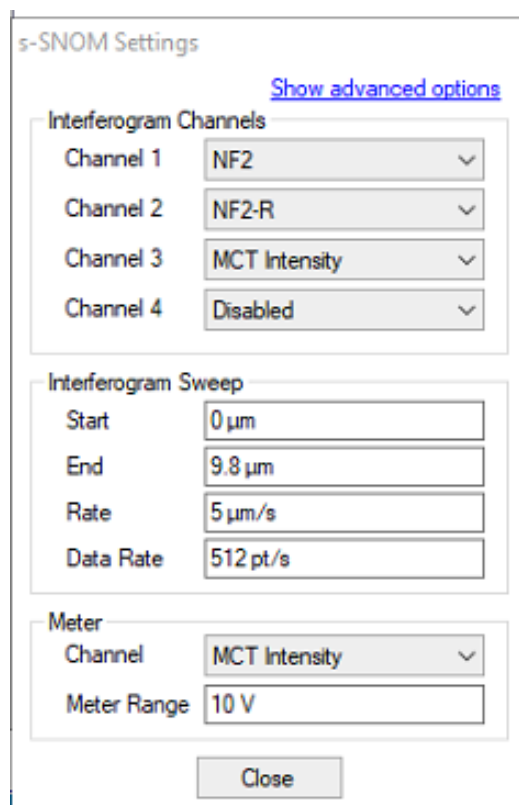 s-SNOM Settings
Show advanced options
Interferogram Channels
Channel 1 NF2
Channel 2 NF2-R
Channel 3 MCT Intensity
Channel 4 Disabled
Interferogram Sweep
Start 0 µm
End 9.8 µm
Rate 5 µm/s
Data Rate 512 pt/s
Meter
Channel MCT Intensity
Meter Range 10 V
Close